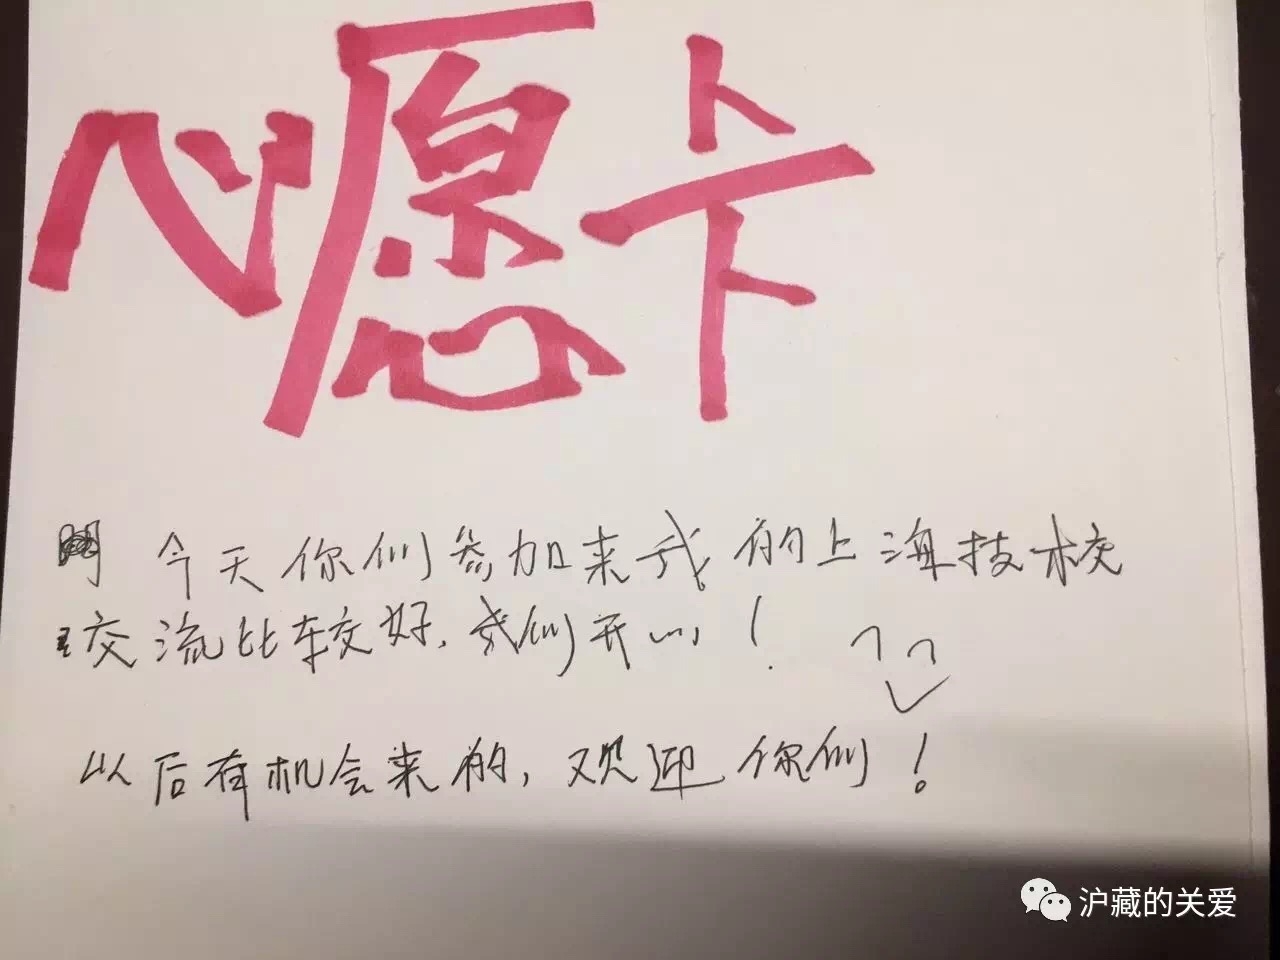 心愿卡
今天你们参加来我的上海技术校
交流比较好,我们开心!
以后有机会来的,欢迎你们!
沪藏的关爱